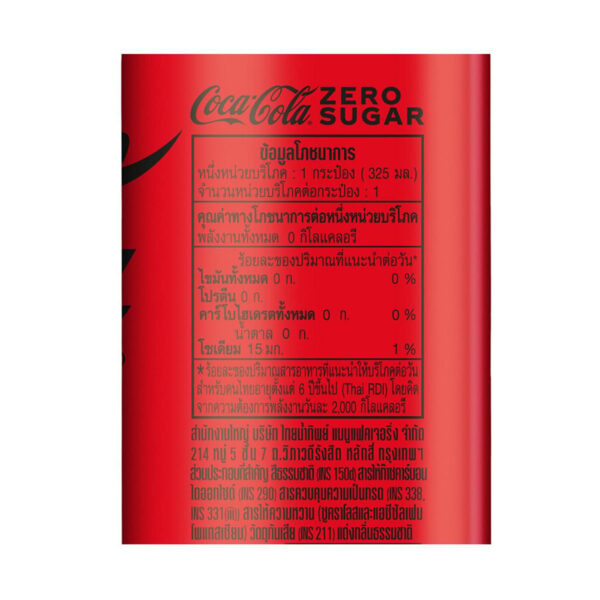 Coca-Cola ZERO SUGAR
ข้อมูลโภชนาการ
หนึ่งหน่วยบริโภค : 1 กระป๋อง ( 325 มล.)
จำนวนหน่วยบริโภคต่อกระป๋อง : 1
คุณค่าทางโภชนาการต่อหนึ่งหน่วยบริโภค
พลังงานทั้งหมด 0 กิโลแคลอรี
ร้อยละของปริมาณที่แนะนำต่อวัน*
ไขมันทั้งหมด 0 ก. 0 %
โปรตีน 0 ก.
คาร์โบไฮเดรตทั้งหมด 0 ก. 0 %
น้ำตาล 0 ก.
โซเดียม 15 มก. 1 %
*ร้อยละของปริมาณสารอาหารที่แนะนำให้บริโภคต่อวัน
สำหรับคนไทยอายุตั้งแต่ 6 ปีขึ้นไป (Thai RDI) โดยคิด
จากความต้องการพลังงานวันละ 2,000 กิโลแคลอรี
สำนักงานใหญ่ บริษัท ไทยน้ำทิพย์ แมนูแฟคเจอริ่ง จำกัด
214 หมู่ 5 ชั้น 7 ถ.วิภาวดีรังสิต หลักสี่ กรุงเทพฯ
ส่วนประกอบที่สำคัญ สีธรรมชาติ (INS 150d) สารให้ก๊าซคาร์บอน
ไดออกไซด์ (INS 290) สารควบคุมความเป็นกรด (INS 338,
INS 331(iii)) สารให้ความหวาน (ซูคราโลสและแอซีซัลเฟม
โพแทสเซียม) วัตถุกันเสีย (INS 211) แต่งกลิ่นธรรมชาติ